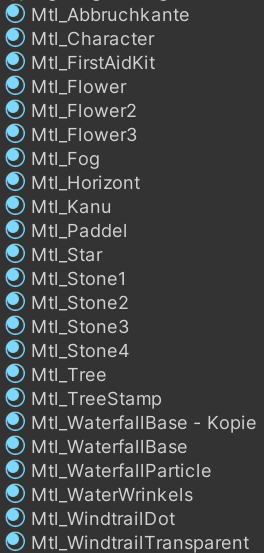 Mtl_Abbruchkante
Mtl_Character
Mtl_FirstAidKit
Mtl_Flower
Mtl_Flower2
Mtl_Flower3
Mtl_Fog
Mtl_Horizont
Mtl_Kanu
Mtl_Paddel
Mtl_Star
Mtl_Stone1
Mtl_Stone2
Mtl_Stone3
Mtl_Stone4
Mtl_Tree
Mtl_TreeStamp
Mtl_WaterfallBase - Kopie
Mtl_WaterfallBase
Mtl_WaterfallParticle
Mtl_WaterWrinkels
Mtl_WindtrailDot
Mtl_WindtrailTransparent